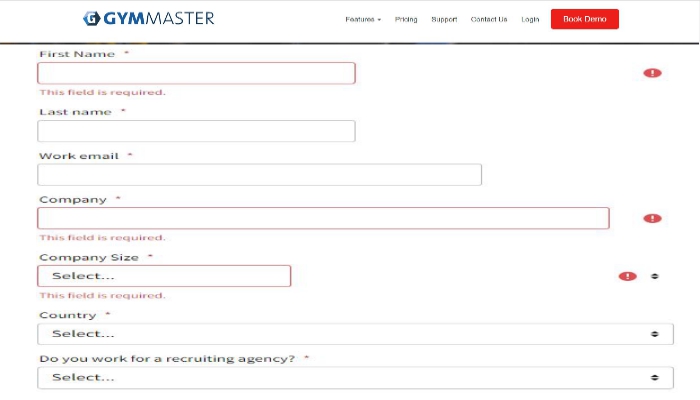 GYMMASTER
Features Pricing Support Contact Us Login Book Demo
First Name *
This field is required.
Last name *
Work email *
Company *
This field is required.
Company Size *
Select...
This field is required.
Country *
Select...
Do you work for a recruiting agency? *
Select...